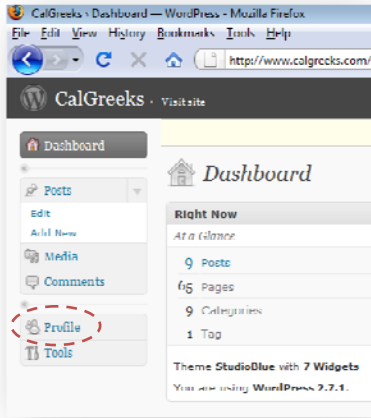 CalGreeks › Dashboard — WordPress - Mozilla Firefox
File Edit View History Bookmarks Tools Help
http://www.calgreeks.com/
CalGreeks - Visit site
Dashboard
Posts
Edit
Add New
Media
Comments
Profile
Tools
Dashboard
Right Now
At a Glance
9 Posts
65 Pages
9 Categories
1 Tag
Theme StudioBlue with 7 Widgets
You are using WordPress 2.7.1.